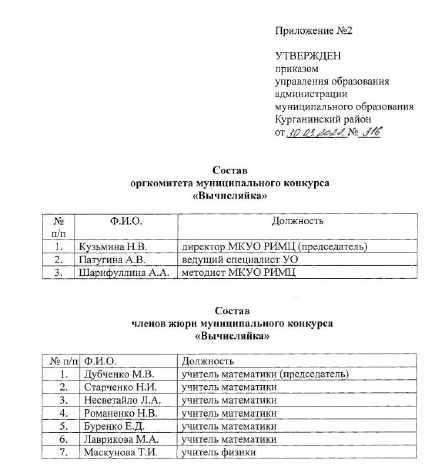 Приложение №2
УТВЕРЖДЕН
приказом
управления образования
администрации
муниципального образования
Курганинский район
от 10.03.2022 № 316
Состав
оргкомитета муниципального конкурса
«Вычисляйка»
№ п/п Ф.И.О. Должность
1. Кузьмина Н.В. директор МКУО РИМЦ (председатель)
2. Патугина А.В. ведущий специалист УО
3. Шарифуллина А.А. методист МКУО РИМЦ
Состав
членов жюри муниципального конкурса
«Вычисляйка»
№ п/п Ф.И.О. Должность
1. Дубченко М.В. учитель математики (председатель)
2. Старченко Н.И. учитель математики
3. Несветайло Л.А. учитель математики
4. Романенко Н.В. учитель математики
5. Буренко Е.Д. учитель математики
6. Лаврикова М.А. учитель математики
7. Маскунова Т.И. учитель физики